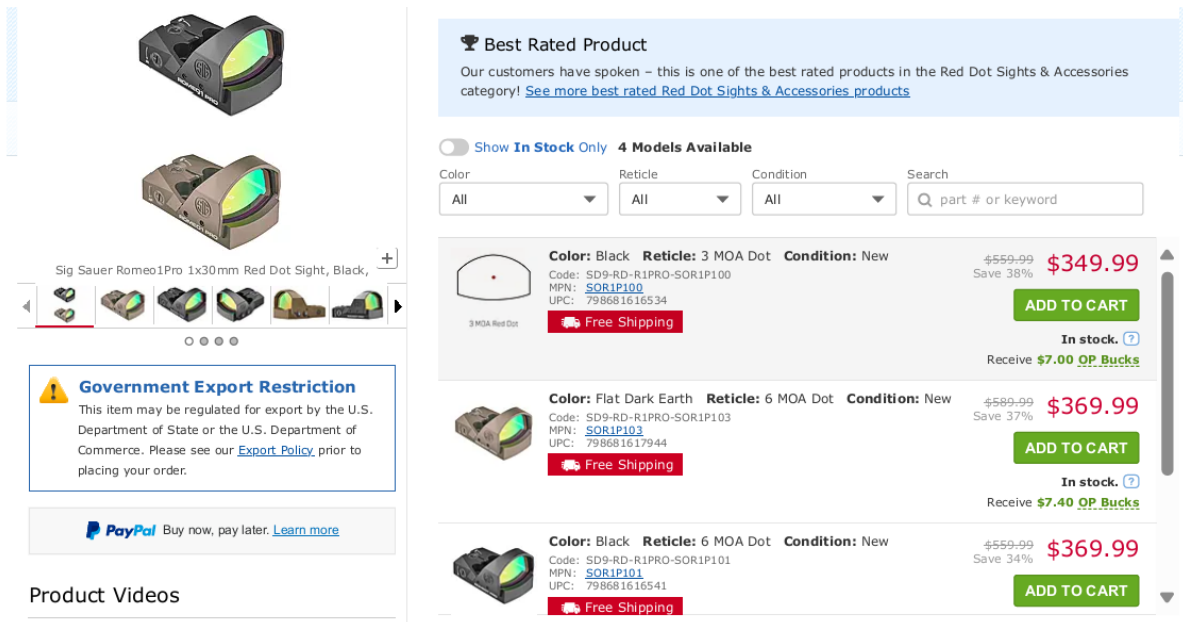 Sig Sauer Romeo1Pro 1x30mm Red Dot Sight, Black,
Government Export Restriction
This item may be regulated for export by the U.S.
Department of State or the U.S. Department of
Commerce. Please see our Export Policy prior to
placing your order.
PayPal Buy now, pay later. Learn more
Product Videos
Best Rated Product
Our customers have spoken – this is one of the best rated products in the Red Dot Sights & Accessories
category! See more best rated Red Dot Sights & Accessories products
Show In Stock Only 4 Models Available
Color Reticle Condition Search
All All All part # or keyword
3 MOA Red Dot
Color: Black Reticle: 3 MOA Dot Condition: New
Code: SD9-RD-R1PRO-SOR1P100
MPN: SOR1P100
UPC: 798681616534
Free Shipping
$559.99
Save 38%
$349.99
ADD TO CART
In stock. ?
Receive $7.00 OP Bucks
Color: Flat Dark Earth Reticle: 6 MOA Dot Condition: New
Code: SD9-RD-R1PRO-SOR1P103
MPN: SOR1P103
UPC: 798681617944
Free Shipping
$589.99
Save 37%
$369.99
ADD TO CART
In stock. ?
Receive $7.40 OP Bucks
Color: Black Reticle: 6 MOA Dot Condition: New
Code: SD9-RD-R1PRO-SOR1P101
MPN: SOR1P101
UPC: 798681616541
Free Shipping
$559.99
Save 34%
$369.99
ADD TO CART